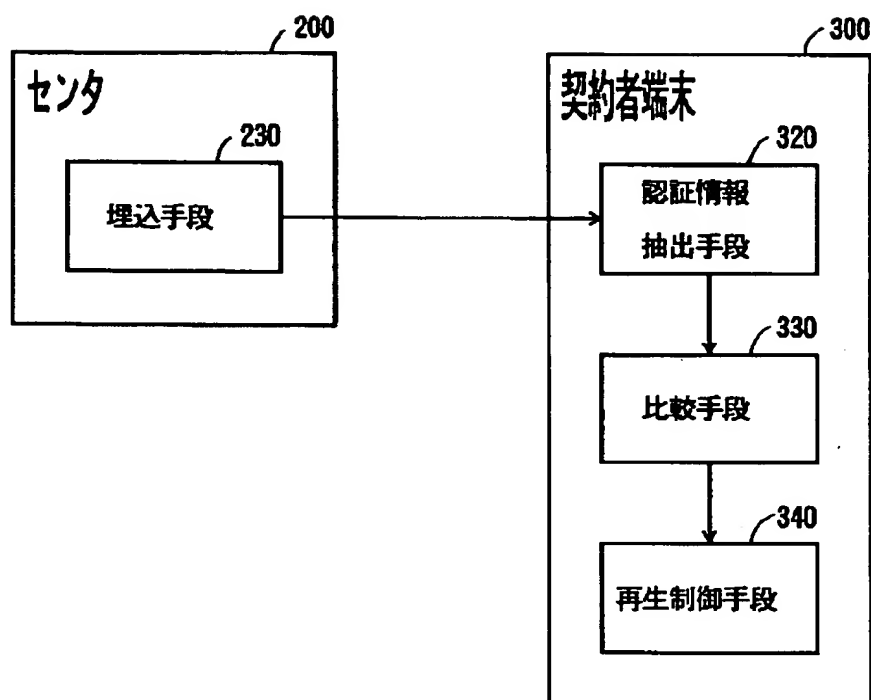 200
センタ
230
埋込手段
300
契約者端末
320
認証情報
抽出手段
330
比較手段
340
再生制御手段